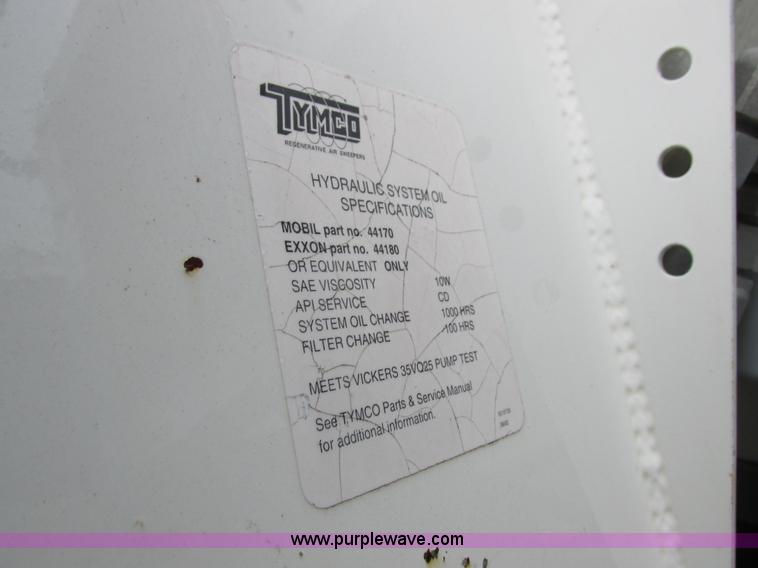 TYMCO
REGENERATIVE AIR SWEEPERS
HYDRAULIC SYSTEM OIL
SPECIFICATIONS
MOBIL part no. 44170
EXXON part no. 44180
OR EQUIVALENT ONLY
SAE VISCOSITY 10W
API SERVICE CD
SYSTEM OIL CHANGE 1000 HRS
FILTER CHANGE 100 HRS
MEETS VICKERS 35VQ25 PUMP TEST
See TYMCO Parts & Service Manual
for additional information.
www.purplewave.com